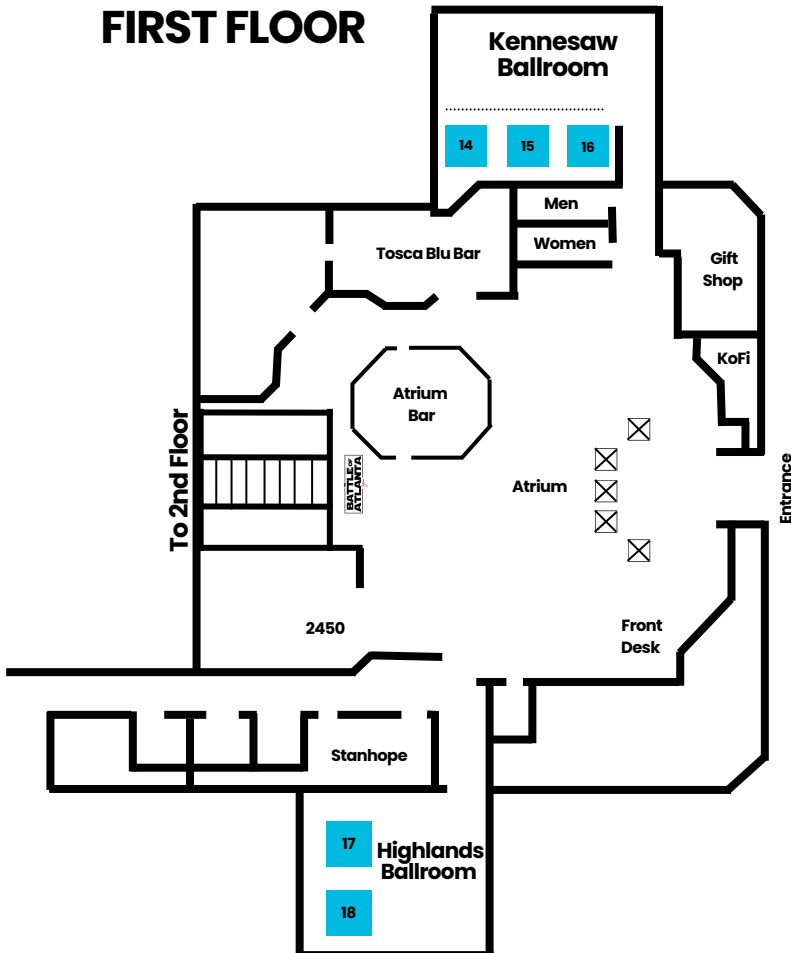 FIRST FLOOR
Kennesaw
Ballroom
14
15
16
Men
Women
Tosca Blu Bar
Gift
Shop
KoFi
Atrium
Bar
To 2nd Floor
BATTLE OF
ATLANTA
Atrium
Entrance
2450
Front
Desk
Stanhope
17
Highlands
Ballroom
18